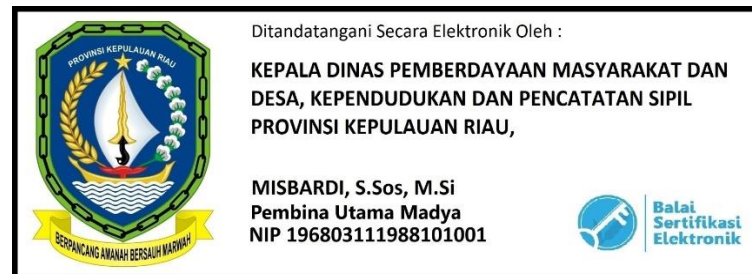 PROVINSI KEPULAUAN RIAU
BERPANCANG AMANAH BERSAUH MARWAH
Ditandatangani Secara Elektronik Oleh :
KEPALA DINAS PEMBERDAYAAN MASYARAKAT DAN
DESA, KEPENDUDUKAN DAN PENCATATAN SIPIL
PROVINSI KEPULAUAN RIAU,
MISBARDI, S.Sos, M.Si
Pembina Utama Madya
NIP 196803111988101001
Balai
Sertifikasi
Elektronik